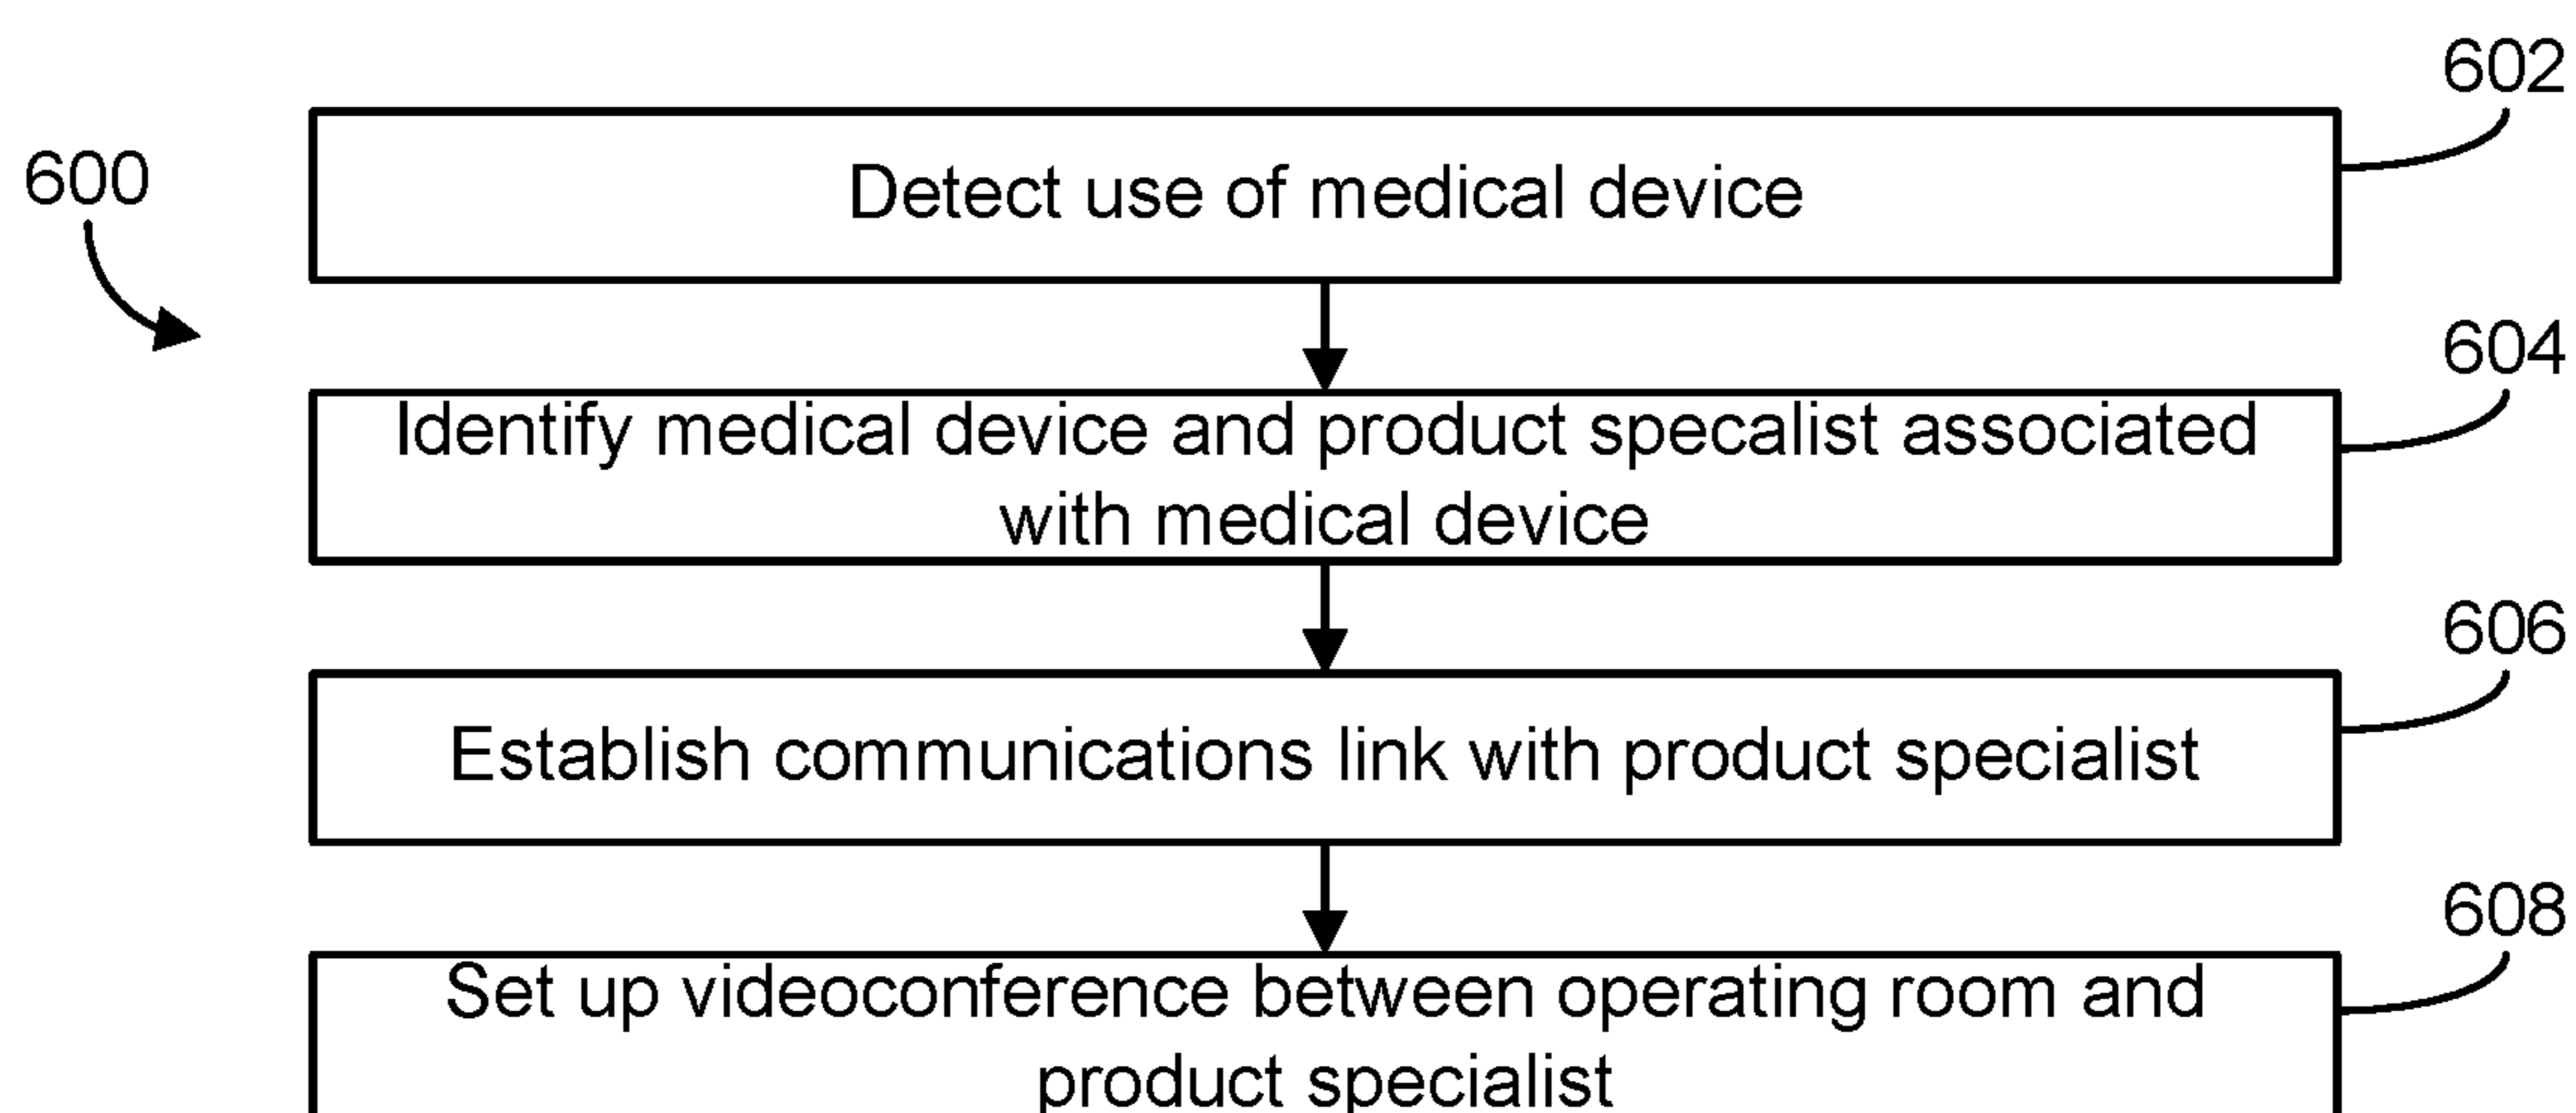 602
600
Detect use of medical device
604
Identify medical device and product specalist associated
with medical device
606
Establish communications link with product specialist
608
Set up videoconference between operating room and
product specialist